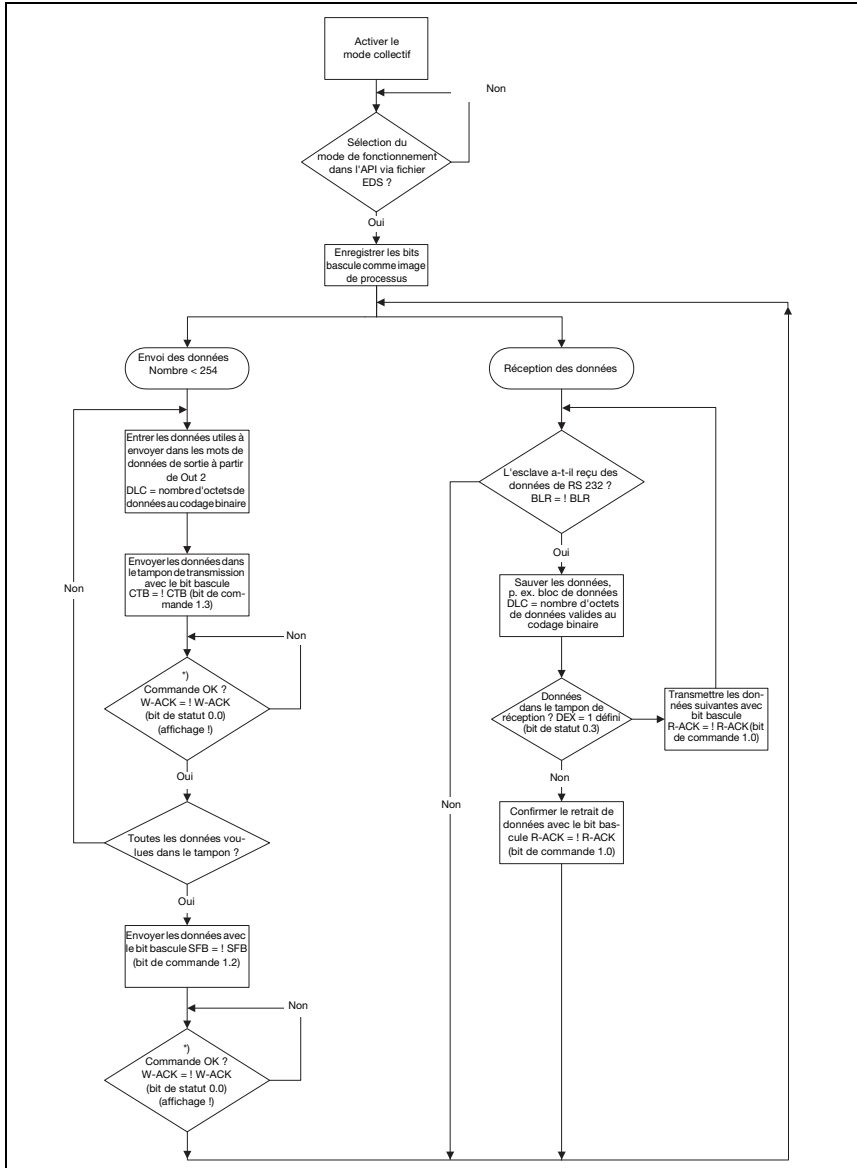 Activer le
mode collectif
Non
Sélection du
mode de fonctionnement
dans l'API via fichier
EDS ?
Oui
Enregistrer les bits
bascule comme image
de processus
Envoi des données
Nombre < 254
Entrer les données utiles à
envoyer dans les mots de
données de sortie à partir
de Out 2
DLC = nombre d'octets de
données au codage binaire
Envoyer les données dans
le tampon de transmission
avec le bit bascule
CTB = ! CTB (bit de com-
mande 1.3)
Non
Non
*)
Commande OK ?
W-ACK = ! W-ACK
(bit de statut 0.0)
(affichage !)
Oui
Toutes les données vou-
lues dans le tampon ?
Oui
Envoyer les données avec
le bit bascule SFB = ! SFB
(bit de commande 1.2)
Non
*)
Commande OK ?
W-ACK = ! W-ACK
(bit de statut 0.0)
(affichage !)
Réception des données
L'esclave a-t-il reçu des
données de RS 232 ?
BLR = ! BLR
Oui
Sauver les données,
p. ex. bloc de données
DLC = nombre d'octets
de données valides au
codage binaire
Données
dans le tampon de
réception ? DEX = 1 défini
(bit de statut 0.3)
Transmettre les don-
nées suivantes avec
bit bascule
R-ACK = ! R-ACK (bit
de commande 1.0)
Non
Non
Confirmer le retrait de
données avec le bit bas-
cule R-ACK = ! R-ACK
(bit de commande 1.0)